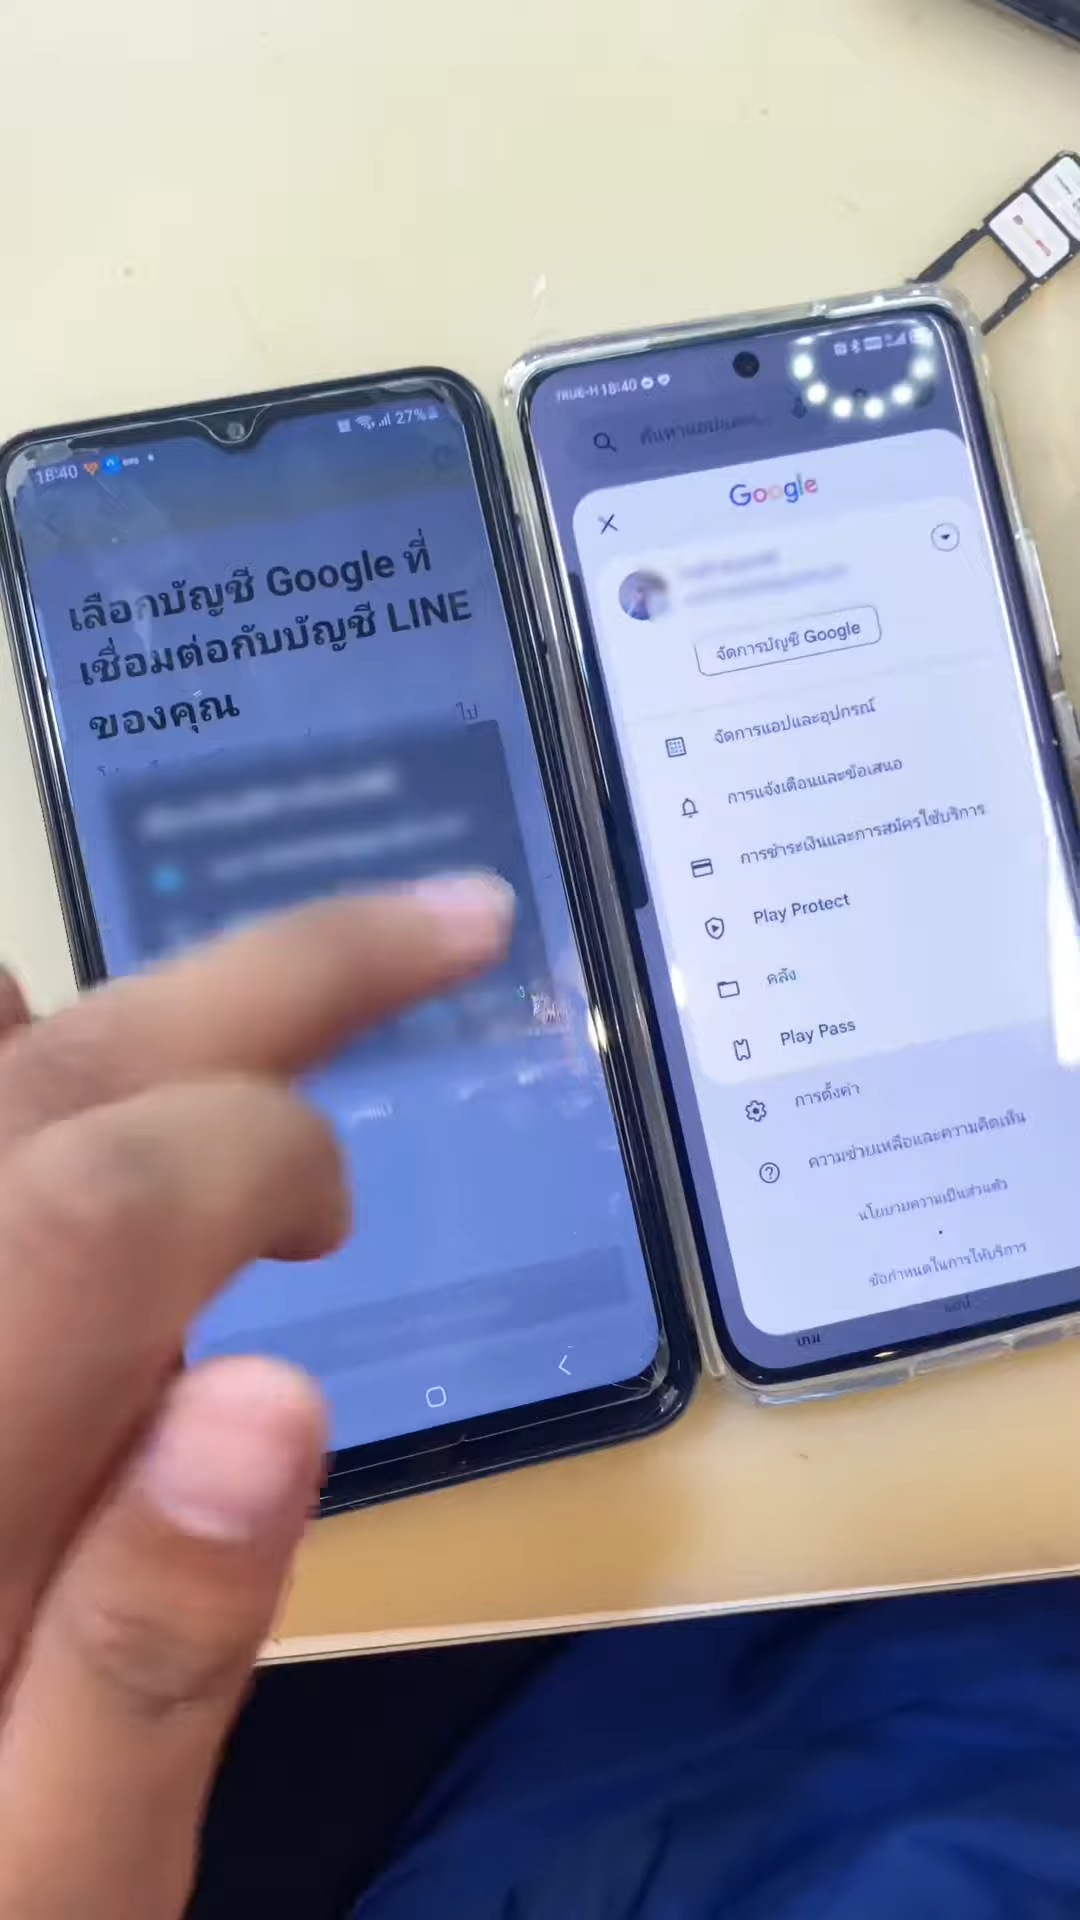 18:40
27%
เลือกบัญชี Google ที่
เชื่อมต่อกับบัญชี LINE
ของคุณ
ไป
TRUE-H 18:40
Google
จัดการบัญชี Google
จัดการแอปและอุปกรณ์
การแจ้งเตือนและข้อเสนอ
การชำระเงินและการสมัครใช้บริการ
Play Protect
คลัง
Play Pass
การตั้งค่า
ความช่วยเหลือและความคิดเห็น
นโยบายความเป็นส่วนตัว
ข้อกำหนดในการให้บริการ
เกม
แอป